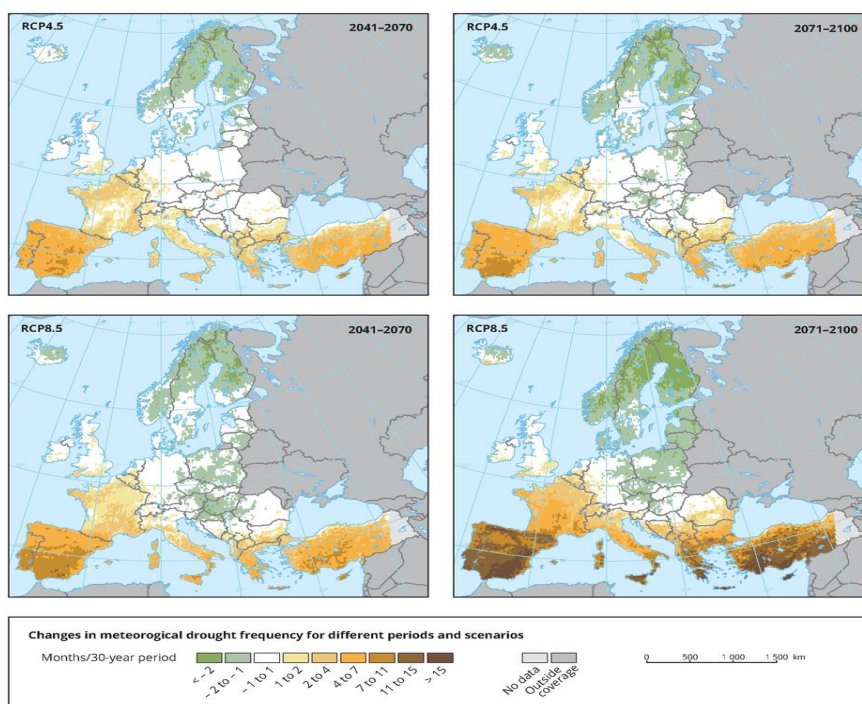 RCP4.5 2041–2070
RCP4.5 2071–2100
RCP8.5 2041–2070
RCP8.5 2071–2100
Changes in meteorogical drought frequency for different periods and scenarios
Months/30-year period
< –2
–2 to –1
–1 to 1
1 to 2
2 to 4
4 to 7
7 to 11
11 to 15
> 15
No data
Outside
coverage
0 500 1 000 1 500 km